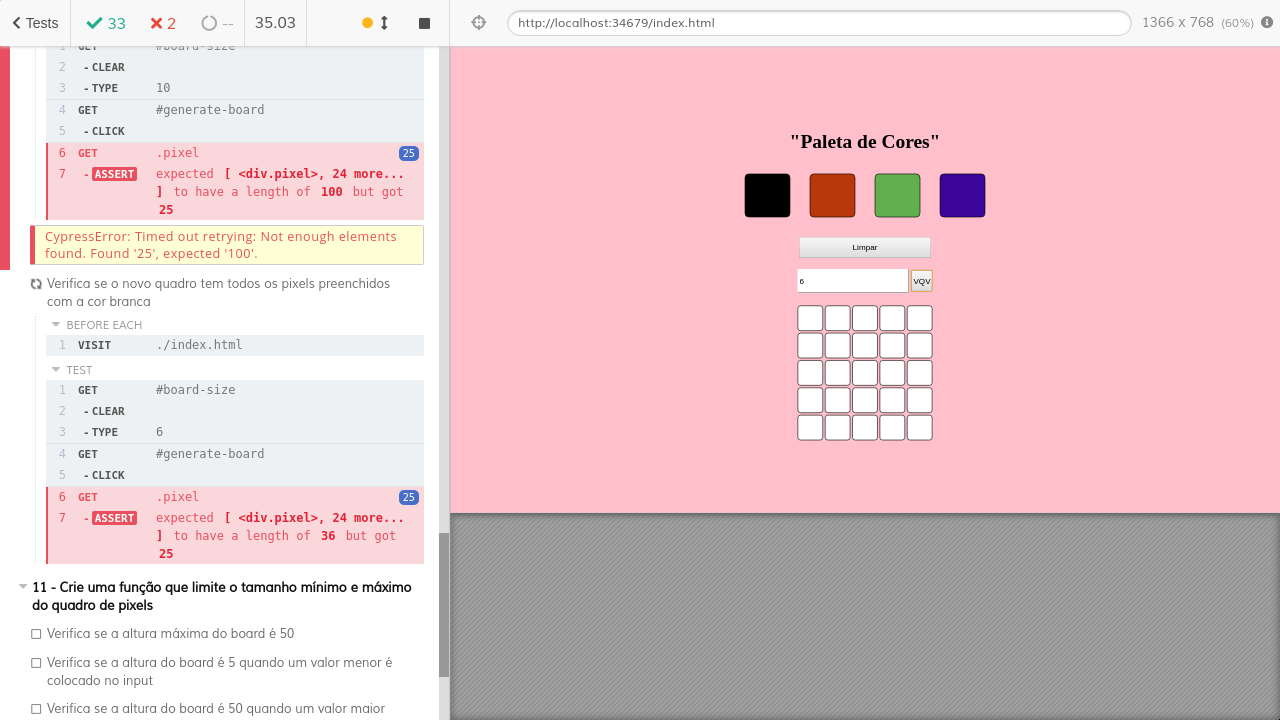 Tests
33
2
--
35.03
http://localhost:34679/index.html
1366 x 768 (60%)
1 GET #board-size
2 - CLEAR
3 - TYPE 10
4 GET #generate-board
5 - CLICK
6 GET .pixel 25
7 - ASSERT expected [ <div.pixel>, 24 more...
] to have a length of 100 but got
25
CypressError: Timed out retrying: Not enough elements
found. Found '25', expected '100'.
Verifica se o novo quadro tem todos os pixels preenchidos
com a cor branca
BEFORE EACH
1 VISIT ./index.html
TEST
1 GET #board-size
2 - CLEAR
3 - TYPE 6
4 GET #generate-board
5 - CLICK
6 GET .pixel 25
7 - ASSERT expected [ <div.pixel>, 24 more...
] to have a length of 36 but got
25
11 - Crie uma função que limite o tamanho mínimo e máximo
do quadro de pixels
Verifica se a altura máxima do board é 50
Verifica se a altura do board é 5 quando um valor menor é
colocado no input
Verifica se a altura do board é 50 quando um valor maior
"Paleta de Cores"
Limpar
6
VQV